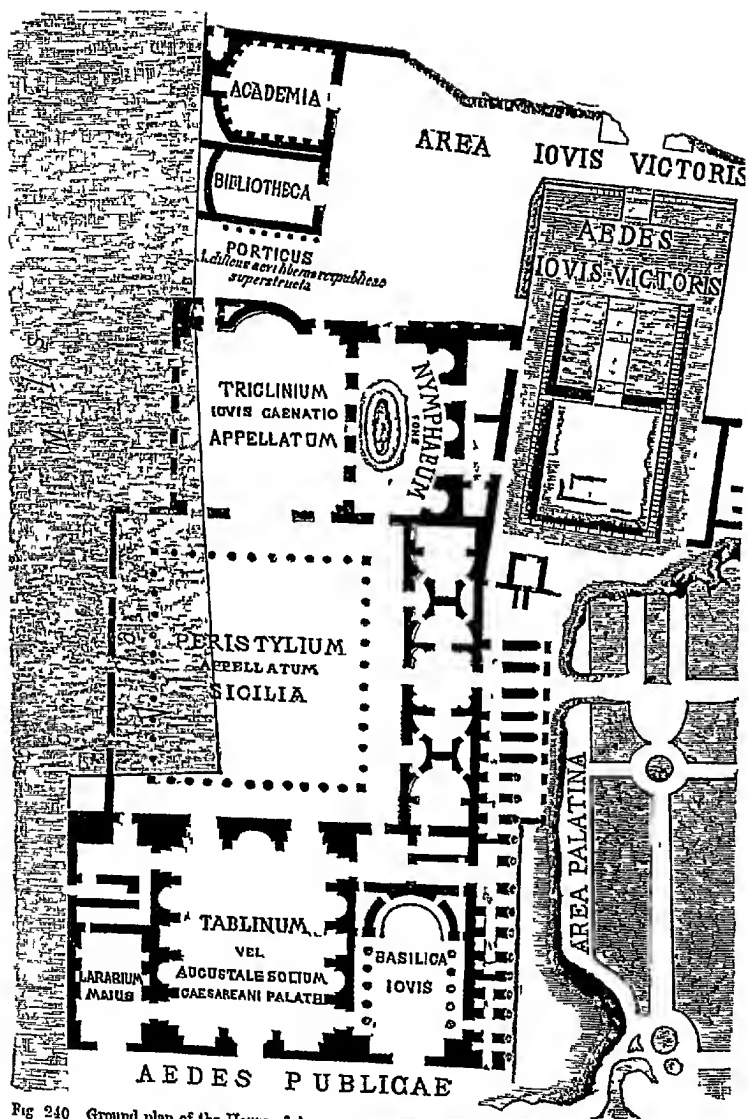 ACADEMIA
AREA IOVIS VICTORIS
BIBLIOTHECA
AEDES
IOVIS VICTORIS
PORTICUS
superstructa
TRICLINIUM
IOVIS CAENATIO
APPELLATUM
NYMPHAEUM
FONS
PERISTYLIUM
APPELLATUM
SICILIA
AREA PALATINA
TABLINUM
VEL
AUGUSTALE SOLIUM
CAESAREANI PALATII
BASILICA
IOVIS
LARARIUM
MAIUS
AEDES PUBLICAE
Fig 240 Ground plan of the